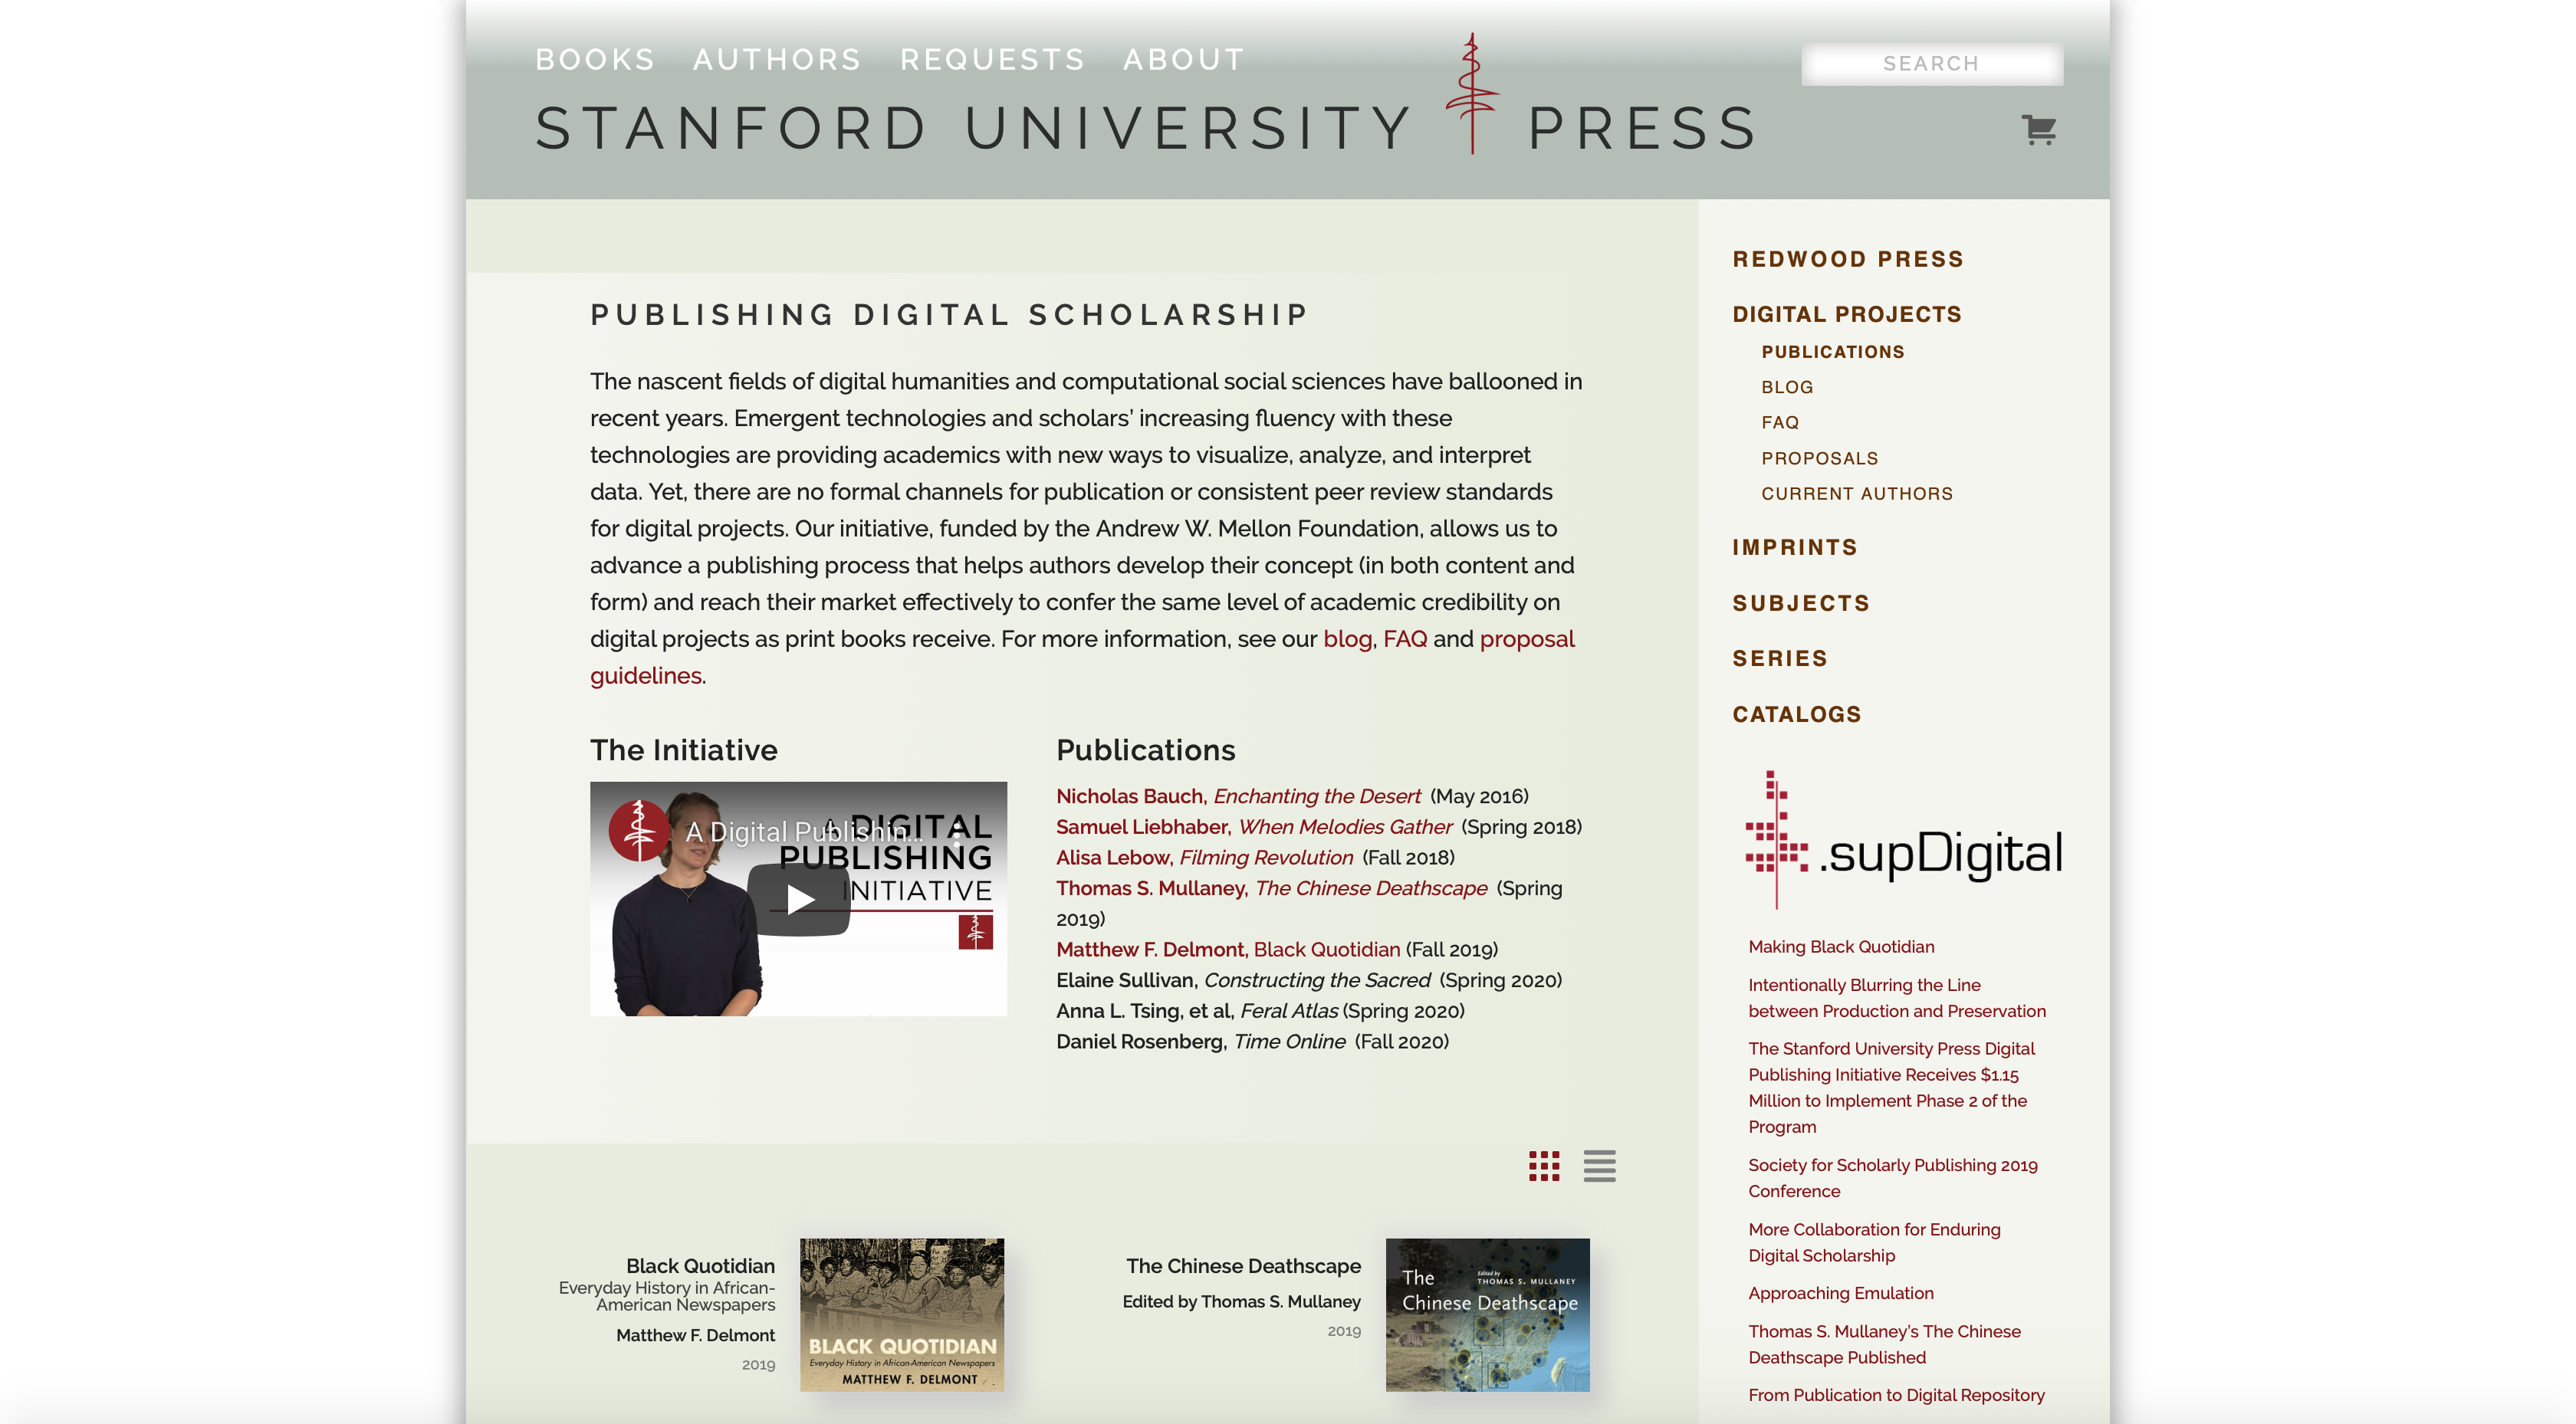 BOOKS AUTHORS REQUESTS ABOUT
SEARCH
STANFORD UNIVERSITY PRESS
PUBLISHING DIGITAL SCHOLARSHIP
The nascent fields of digital humanities and computational social sciences have ballooned in
recent years. Emergent technologies and scholars’ increasing fluency with these
technologies are providing academics with new ways to visualize, analyze, and interpret
data. Yet, there are no formal channels for publication or consistent peer review standards
for digital projects. Our initiative, funded by the Andrew W. Mellon Foundation, allows us to
advance a publishing process that helps authors develop their concept (in both content and
form) and reach their market effectively to confer the same level of academic credibility on
digital projects as print books receive. For more information, see our blog, FAQ and proposal
guidelines.
The Initiative
A Digital Publishin...
A DIGITAL
PUBLISHING
INITIATIVE
Publications
Nicholas Bauch, Enchanting the Desert (May 2016)
Samuel Liebhaber, When Melodies Gather (Spring 2018)
Alisa Lebow, Filming Revolution (Fall 2018)
Thomas S. Mullaney, The Chinese Deathscape (Spring
2019)
Matthew F. Delmont, Black Quotidian (Fall 2019)
Elaine Sullivan, Constructing the Sacred (Spring 2020)
Anna L. Tsing, et al, Feral Atlas (Spring 2020)
Daniel Rosenberg, Time Online (Fall 2020)
Black Quotidian
Everyday History in African-
American Newspapers
Matthew F. Delmont
2019
BLACK QUOTIDIAN
Everyday History in African-American Newspapers
MATTHEW F. DELMONT
The Chinese Deathscape
Edited by Thomas S. Mullaney
2019
The
Chinese Deathscape
Edited by
THOMAS S. MULLANEY
REDWOOD PRESS
DIGITAL PROJECTS
PUBLICATIONS
BLOG
FAQ
PROPOSALS
CURRENT AUTHORS
IMPRINTS
SUBJECTS
SERIES
CATALOGS
.supDigital
Making Black Quotidian
Intentionally Blurring the Line
between Production and Preservation
The Stanford University Press Digital
Publishing Initiative Receives $1.15
Million to Implement Phase 2 of the
Program
Society for Scholarly Publishing 2019
Conference
More Collaboration for Enduring
Digital Scholarship
Approaching Emulation
Thomas S. Mullaney’s The Chinese
Deathscape Published
From Publication to Digital Repository